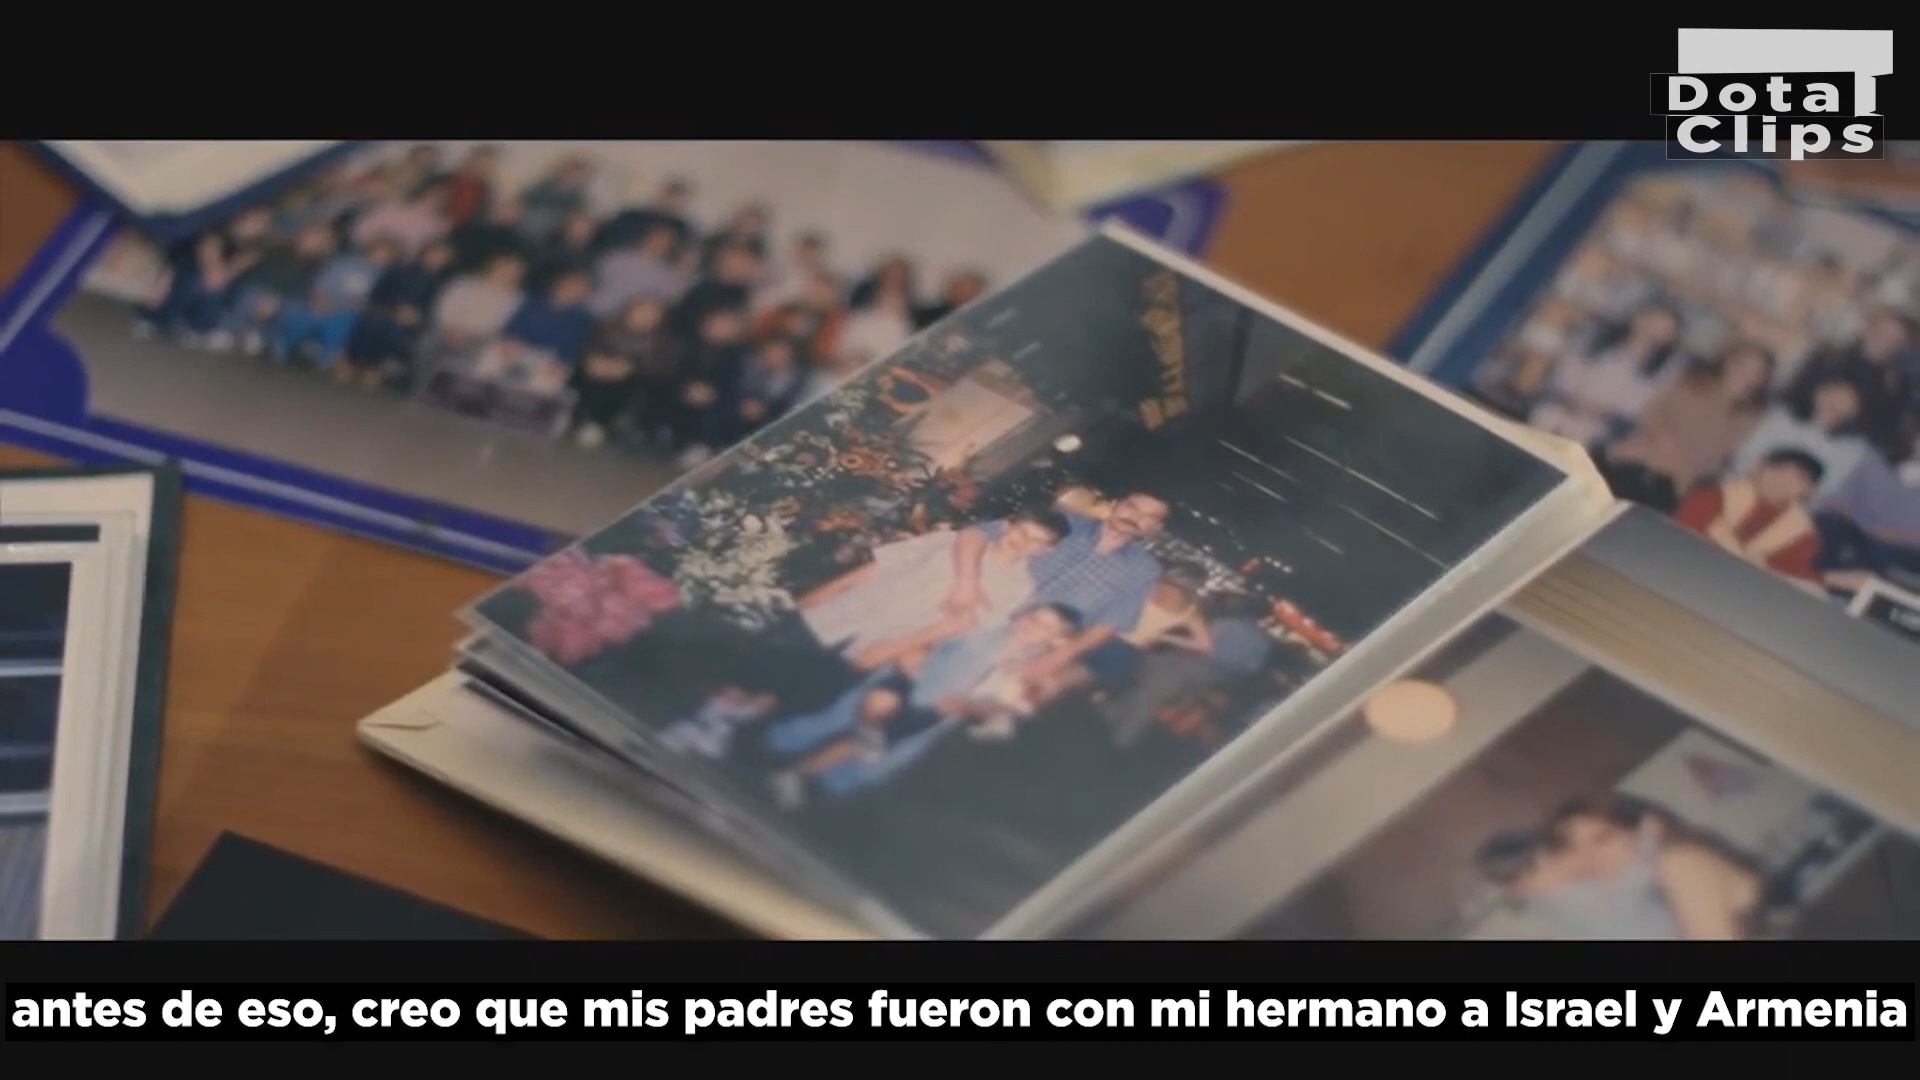 Dota
Clips
antes de eso, creo que mis padres fueron con mi hermano a Israel y Armenia